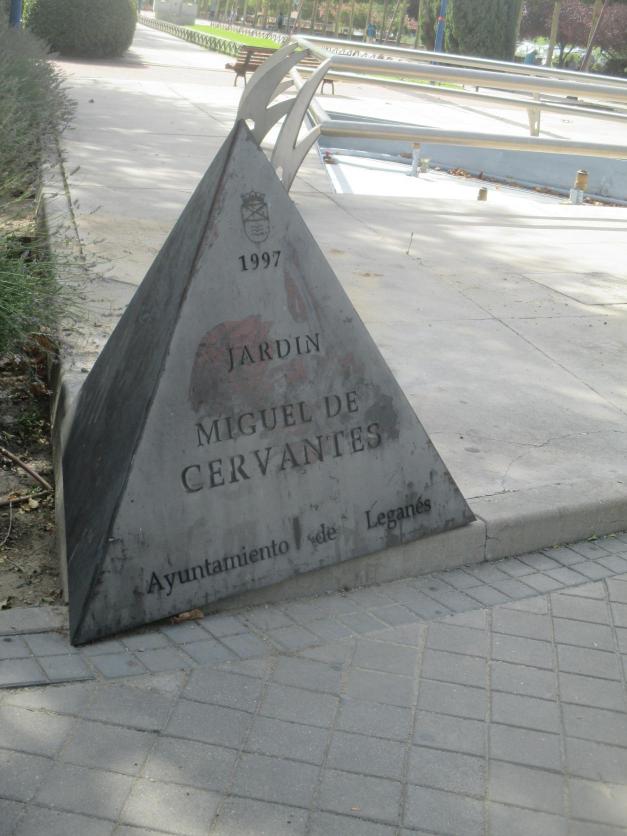 1997
JARDIN
MIGUEL DE
CERVANTES
Ayuntamiento de Leganés